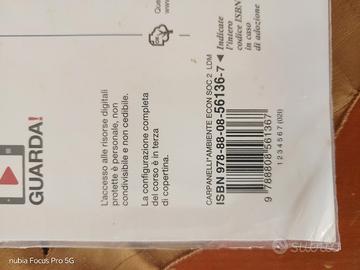 GUARDA!
L'accesso alle risorse digitali
protette è personale, non
condivisibile e non cedibile.
La configurazione completa
del corso è in terza
di copertina.
Indicate
l'intero
codice ISBN
in caso
di adozione
CARPANELLI*AMBIENTE ECON SOC 2 LDM
ISBN 978-88-08-56136-7
9 788808 561367
1 2 3 4 5 6 7 (020)
nubia Focus Pro 5G
subito